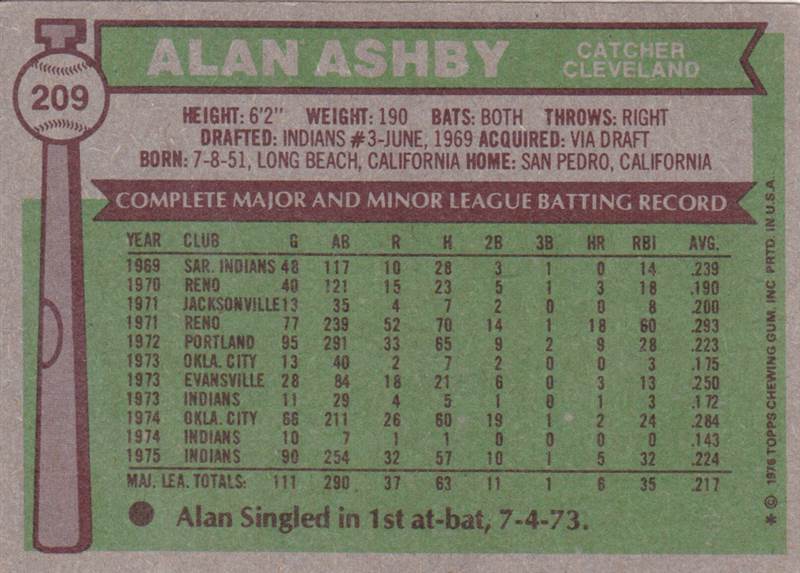 209
ALAN ASHBY
CATCHER
CLEVELAND
HEIGHT: 6'2" WEIGHT: 190 BATS: BOTH THROWS: RIGHT
DRAFTED: INDIANS #3-JUNE, 1969 ACQUIRED: VIA DRAFT
BORN: 7-8-51, LONG BEACH, CALIFORNIA HOME: SAN PEDRO, CALIFORNIA
COMPLETE MAJOR AND MINOR LEAGUE BATTING RECORD
YEAR CLUB G AB R H 2B 3B HR RBI AVG.
1969 SAR. INDIANS 48 117 10 28 3 1 0 14 .239
1970 RENO 40 121 15 23 5 1 3 18 .190
1971 JACKSONVILLE 13 35 4 7 2 0 0 8 .200
1971 RENO 77 239 52 70 14 1 18 60 .293
1972 PORTLAND 95 291 33 65 9 2 9 28 .223
1973 OKLA. CITY 13 40 2 7 2 0 0 3 .175
1973 EVANSVILLE 28 84 18 21 6 0 3 13 .250
1973 INDIANS 11 29 4 5 1 0 1 3 .172
1974 OKLA. CITY 66 211 26 60 19 1 2 24 .284
1974 INDIANS 10 7 1 1 0 0 0 0 .143
1975 INDIANS 90 254 32 57 10 1 5 32 .224
MAJ. LEA. TOTALS: 111 290 37 63 11 1 6 35 .217
Alan Singled in 1st at-bat, 7-4-73.
* © 1976 TOPPS CHEWING GUM, INC. PRTD. IN U.S.A.